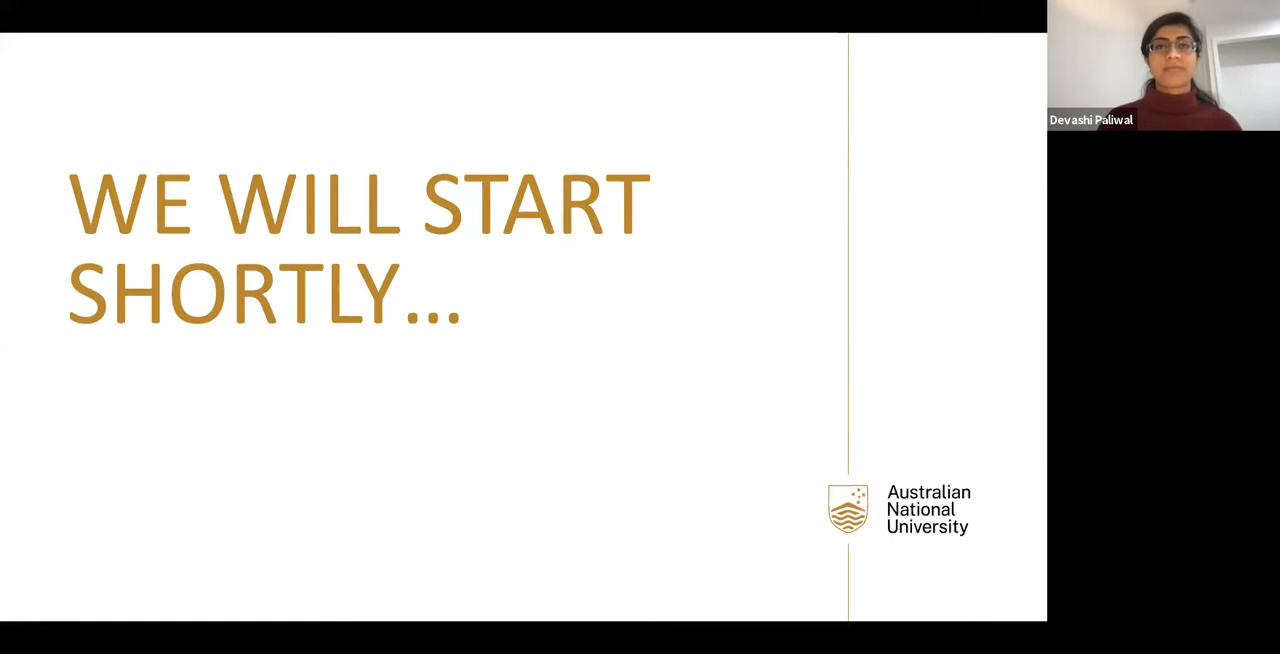 WE WILL START
SHORTLY...
Devashi Paliwal
Australian
National
University